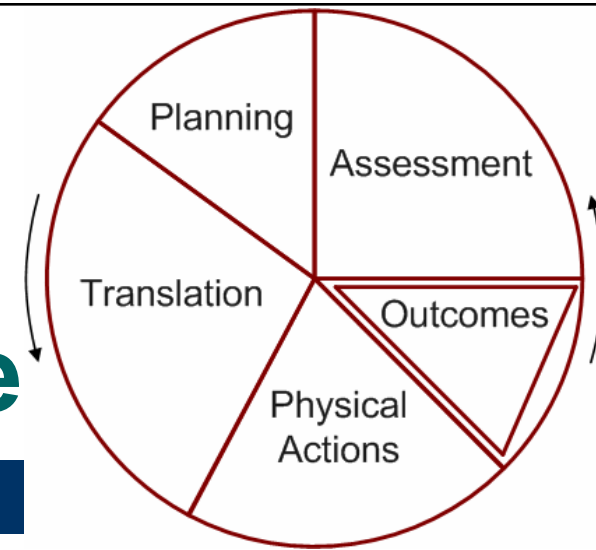 Planning
Assessment
Translation
Outcomes
e
Physical
Actions